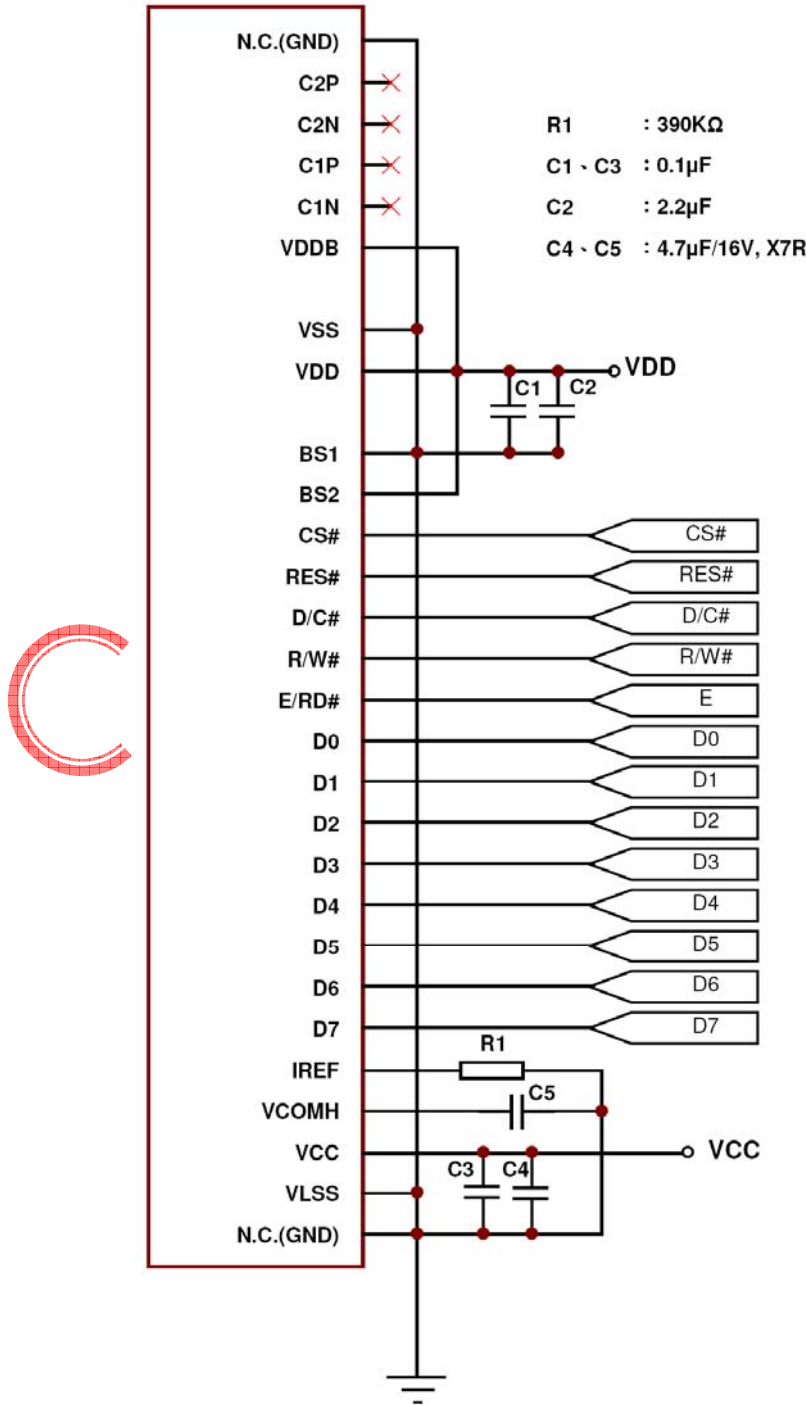 N.C.(GND)
C2P
C2N
C1P
C1N
VDDB
VSS
VDD
BS1
BS2
CS#
RES#
D/C#
R/W#
E/RD#
D0
D1
D2
D3
D4
D5
D6
D7
IREF
VCOMH
VCC
VLSS
N.C.(GND)
R1 : 390KΩ
C1、C3 : 0.1µF
C2 : 2.2µF
C4、C5 : 4.7µF/16V, X7R
VDD
C1
C2
CS#
RES#
D/C#
R/W#
E
D0
D1
D2
D3
D4
D5
D6
D7
R1
C5
VCC
C3
C4